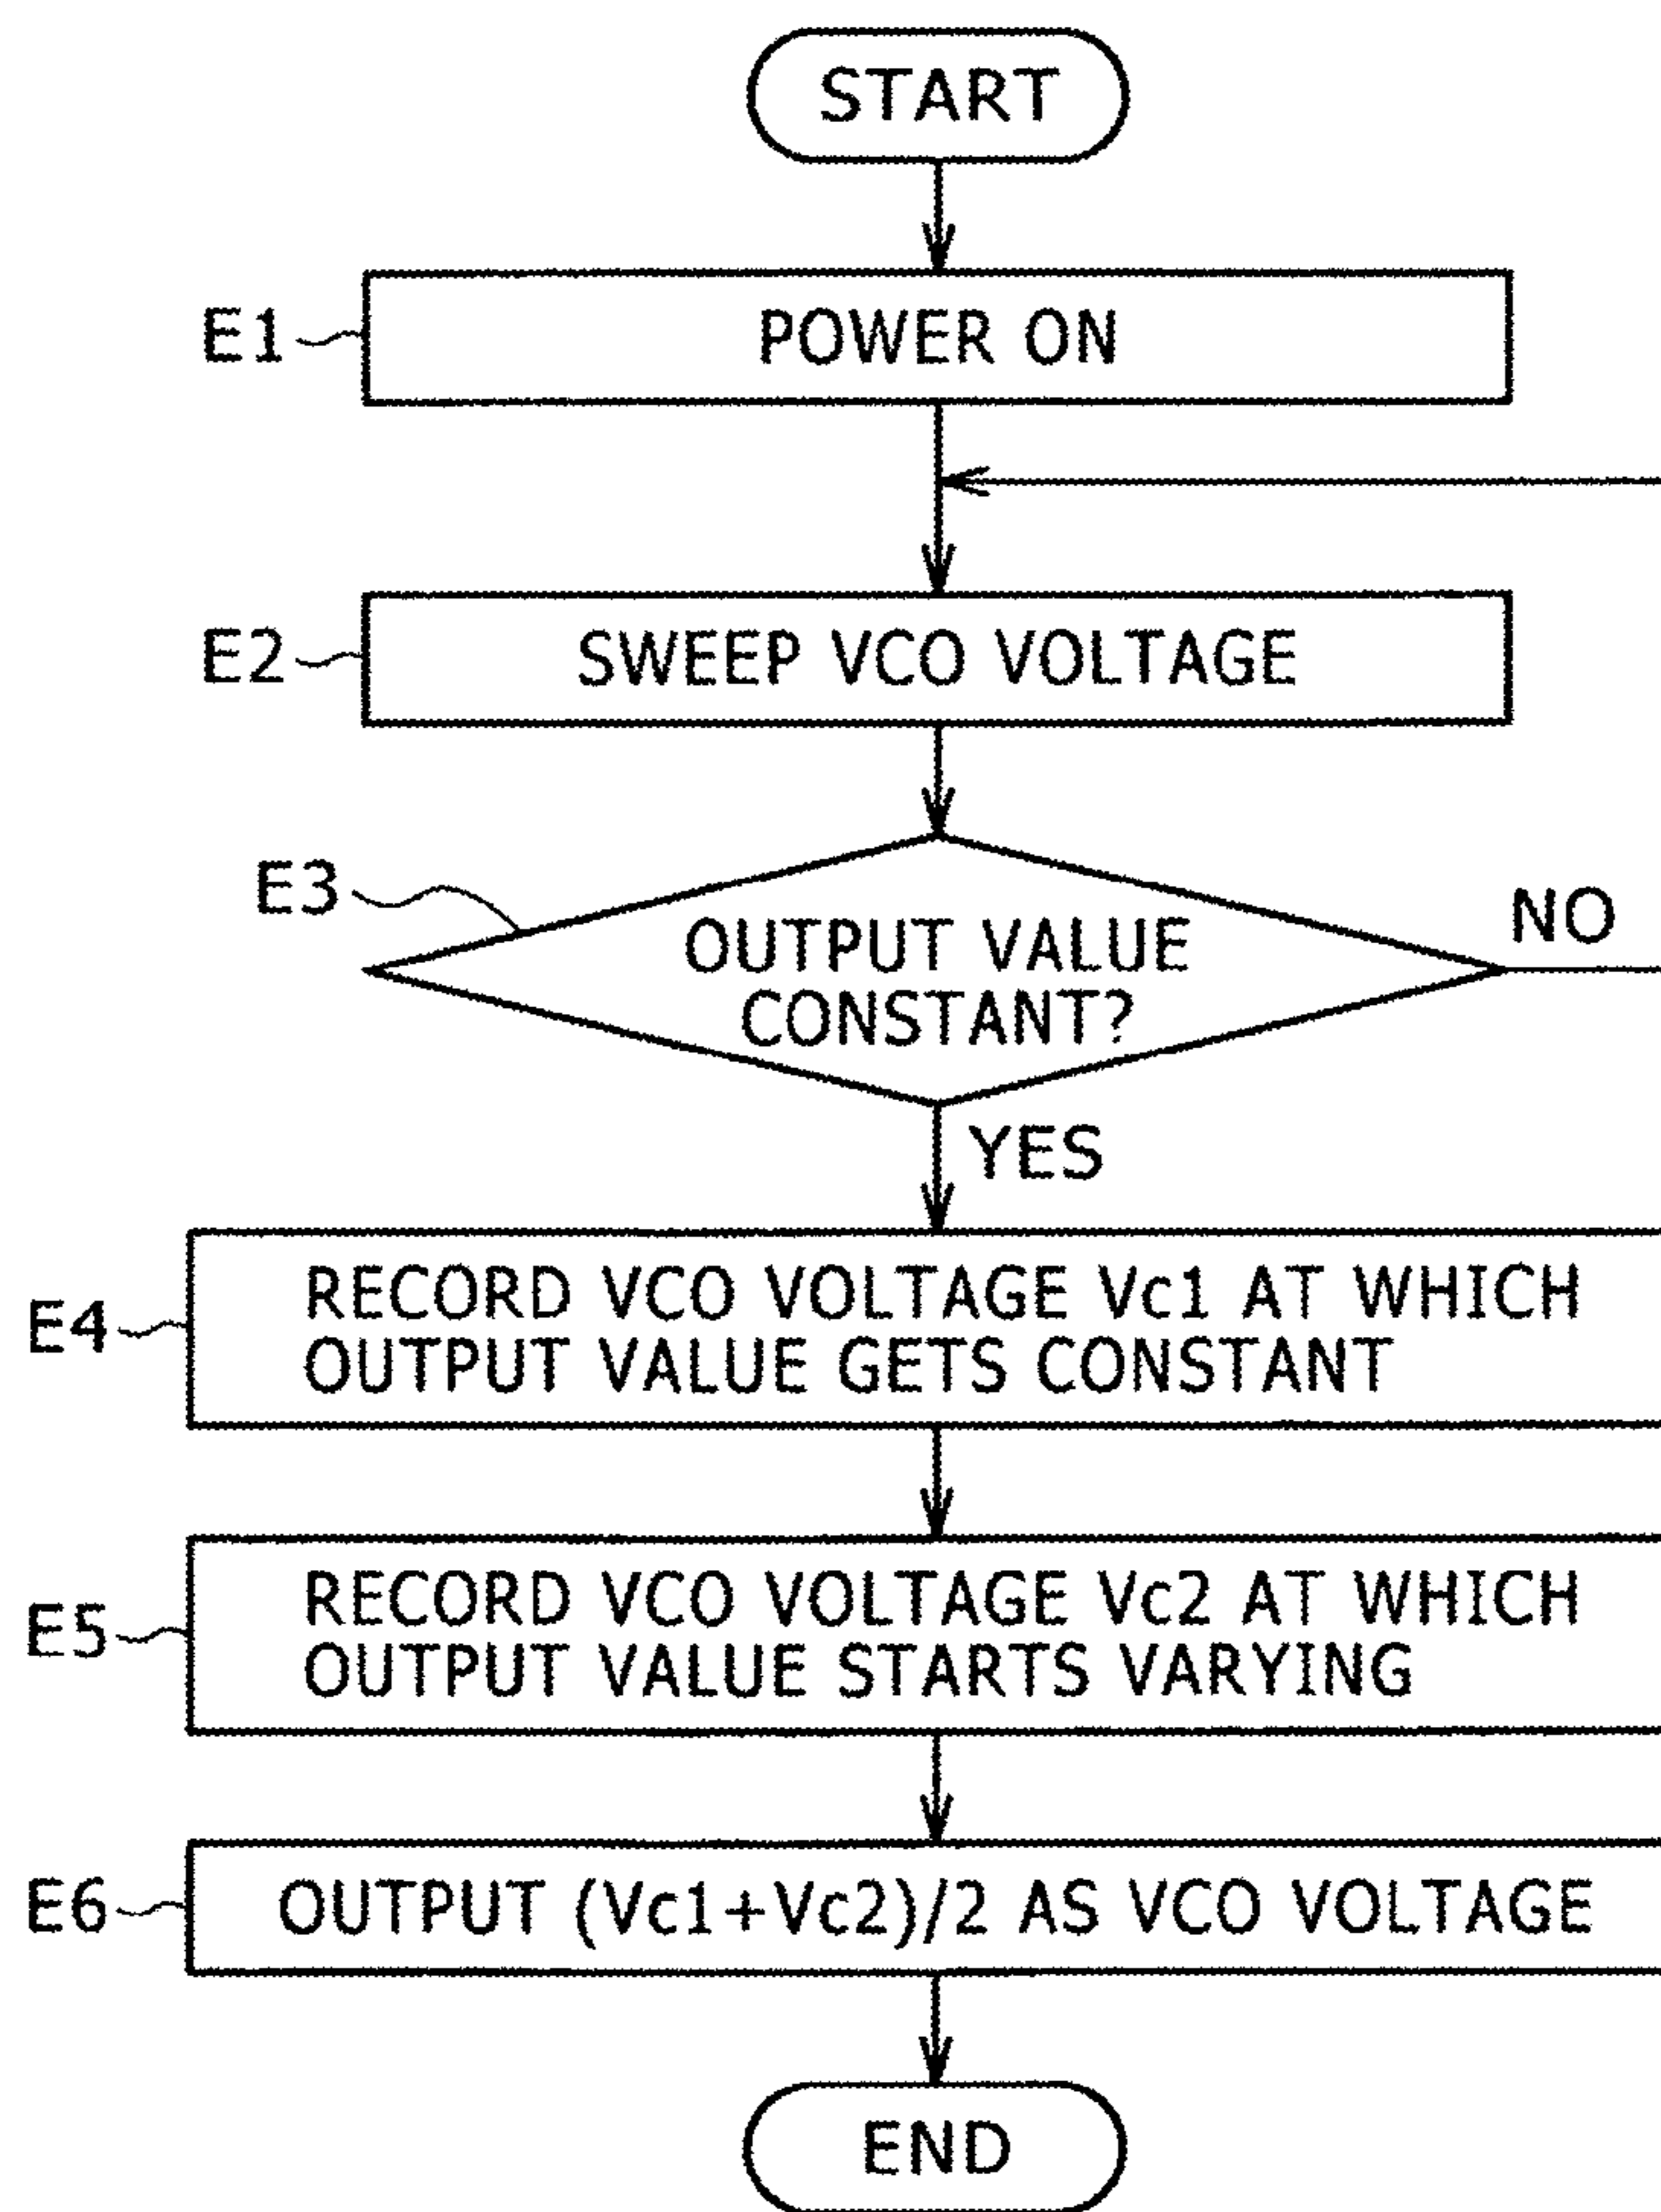 START
E1
POWER ON
E2
SWEEP VCO VOLTAGE
E3
OUTPUT VALUE
CONSTANT?
NO
YES
E4
RECORD VCO VOLTAGE Vc1 AT WHICH
OUTPUT VALUE GETS CONSTANT
E5
RECORD VCO VOLTAGE Vc2 AT WHICH
OUTPUT VALUE STARTS VARYING
E6
OUTPUT (Vc1+Vc2)/2 AS VCO VOLTAGE
END